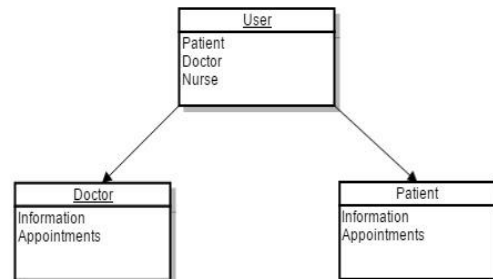 User
Patient
Doctor
Nurse
Doctor
Information
Appointments
Patient
Information
Appointments